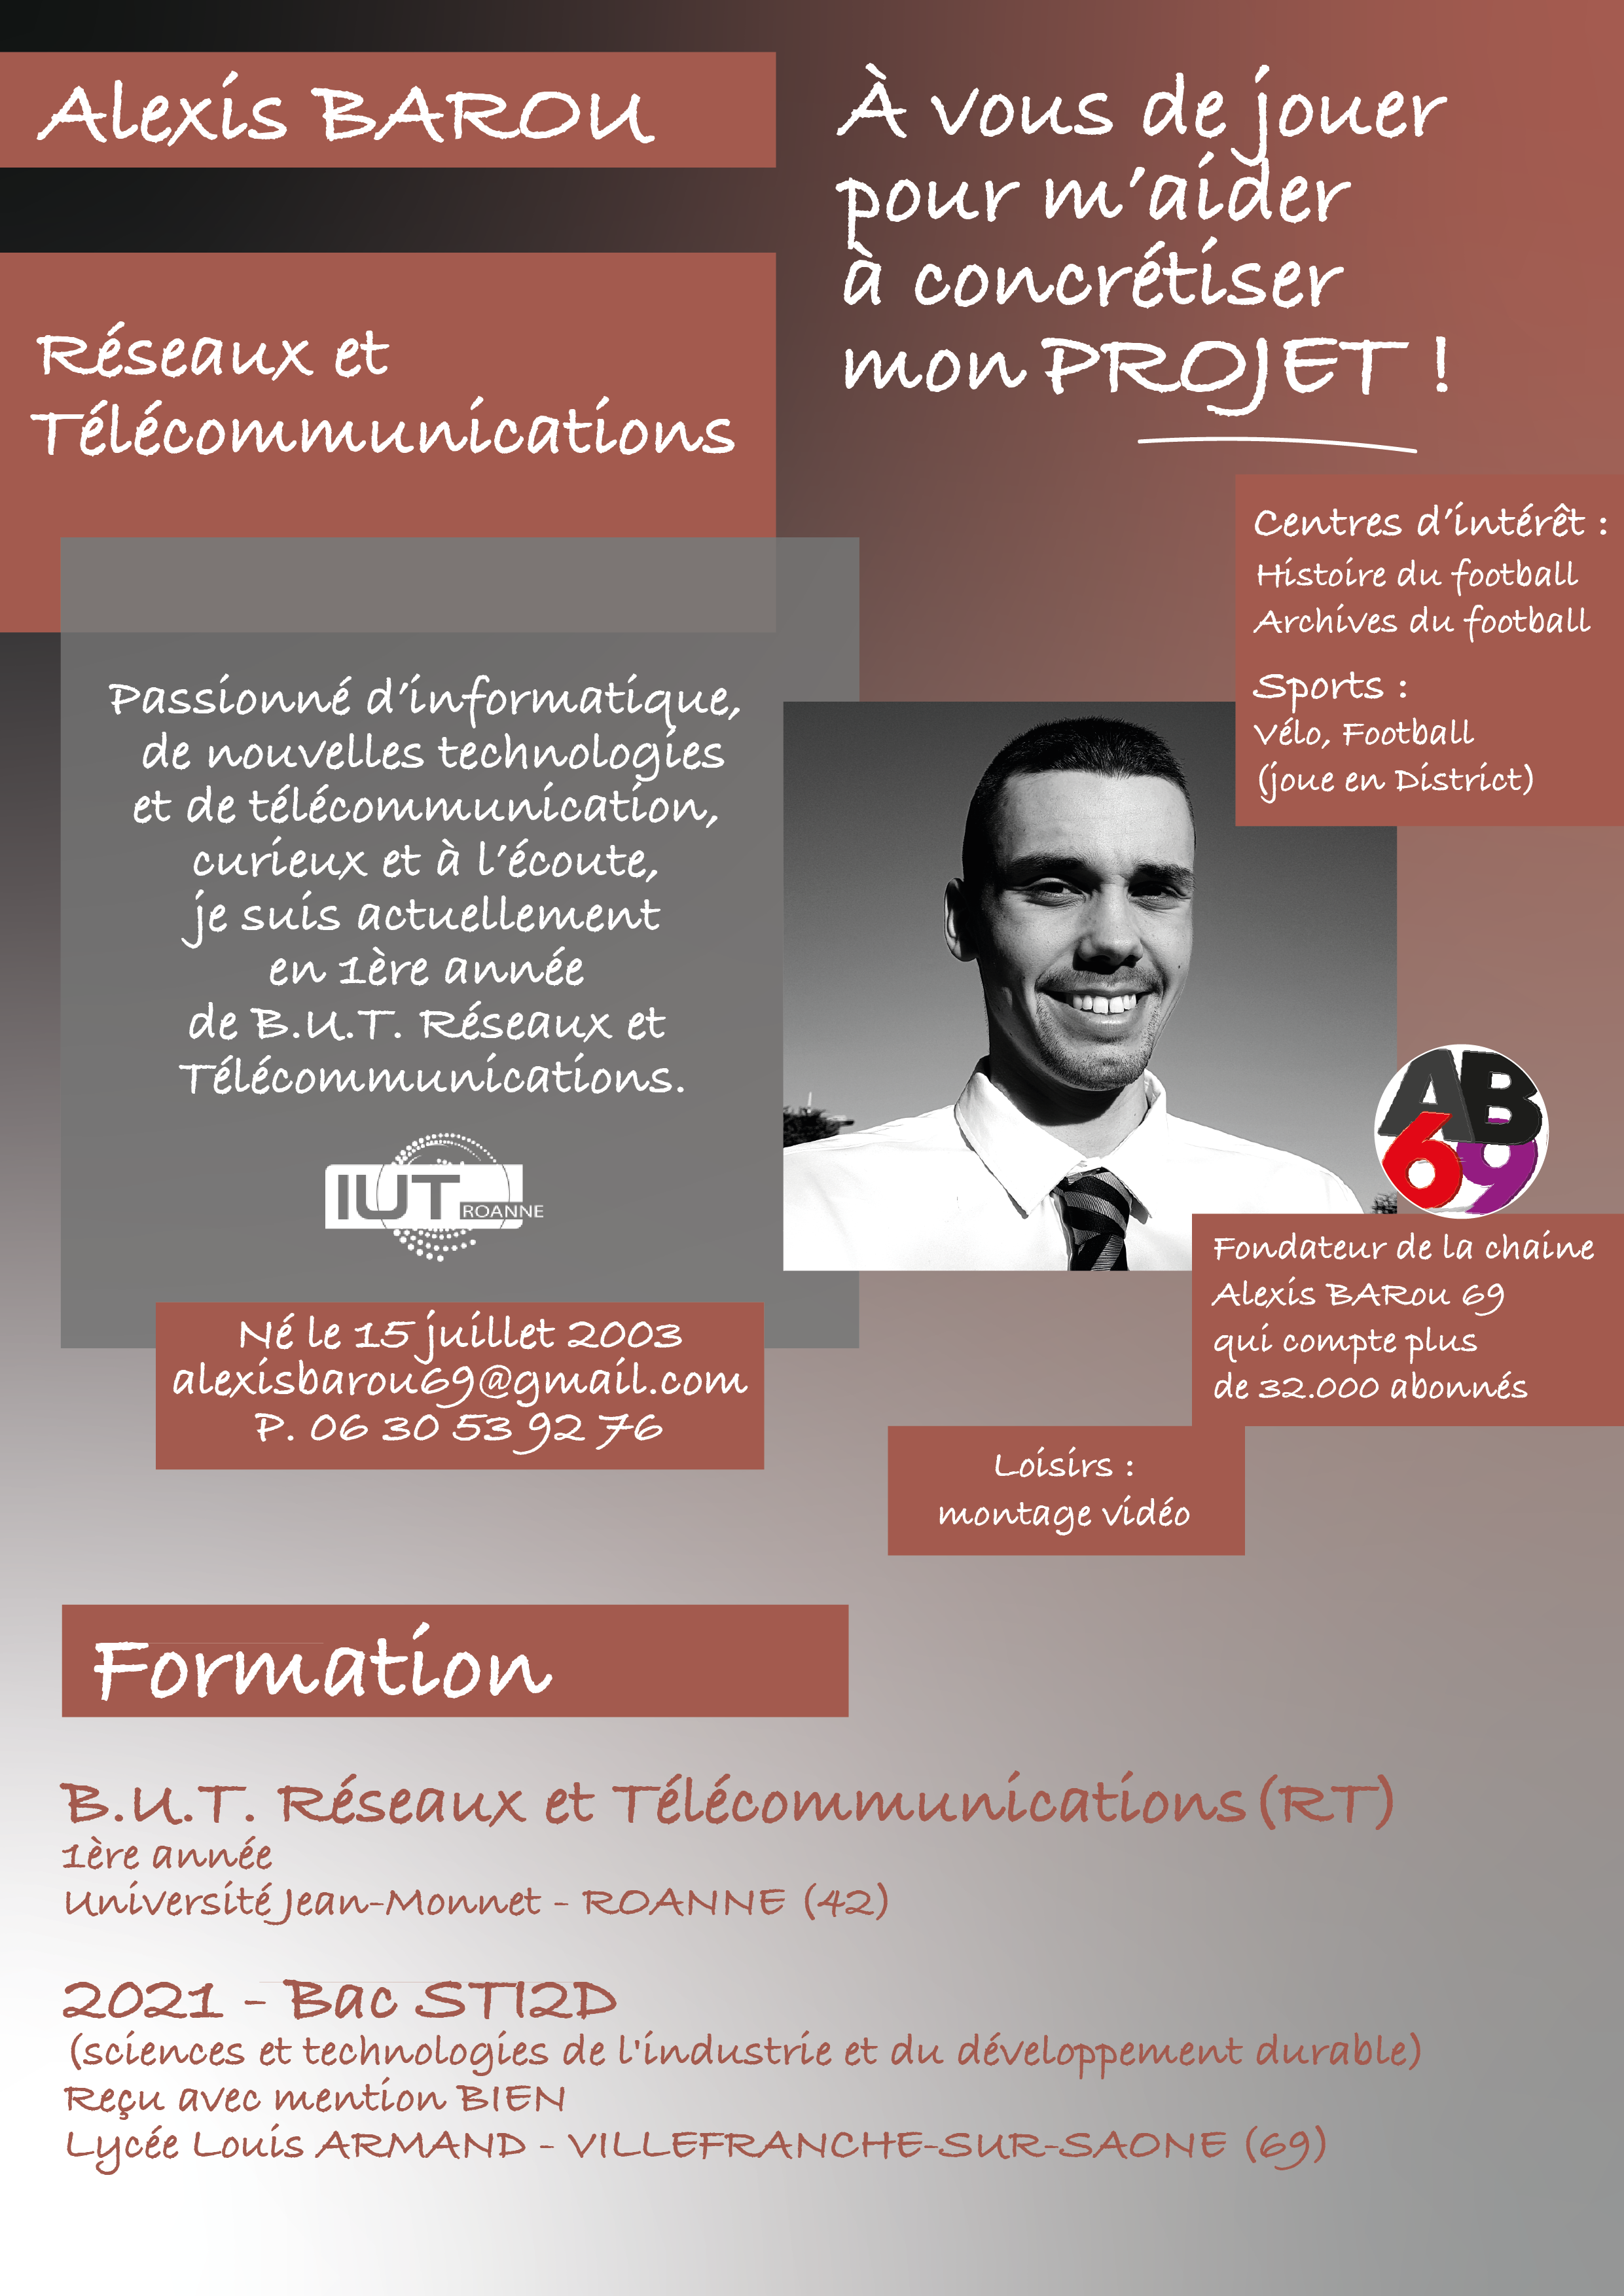 Alexis BAROU
À vous de jouer
pour m'aider
à concrétiser
mon PROJET !
Réseaux et
Télécommunications
Centres d'intérêt :
Histoire du football
Archives du football
Sports :
Vélo, Football
(joue en District)
Passionné d'informatique,
de nouvelles technologies
et de télécommunication,
curieux et à l'écoute,
je suis actuellement
en 1ère année
de B.U.T. Réseaux et
Télécommunications.
IUT ROANNE
AB
69
Fondateur de la chaine
Alexis BARou 69
qui compte plus
de 32.000 abonnés
Né le 15 juillet 2003
alexisbarou69@gmail.com
P. 06 30 53 92 76
Loisirs :
montage vidéo
Formation
B.U.T. Réseaux et Télécommunications (RT)
1ère année
Université Jean-Monnet - ROANNE (42)
2021 - Bac STI2D
(sciences et technologies de l'industrie et du développement durable)
Reçu avec mention BIEN
Lycée Louis ARMAND - VILLEFRANCHE-SUR-SAONE (69)